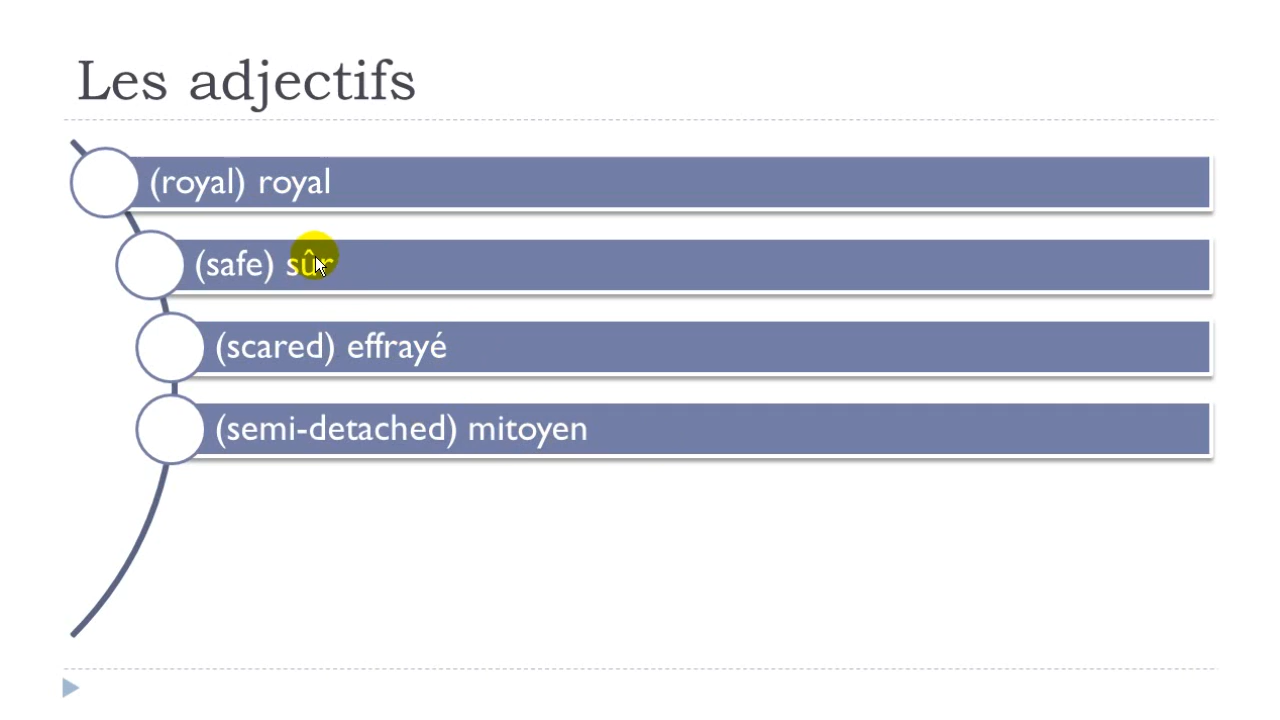 Les adjectifs
(royal) royal
(safe) sûr
(scared) effrayé
(semi-detached) mitoyen